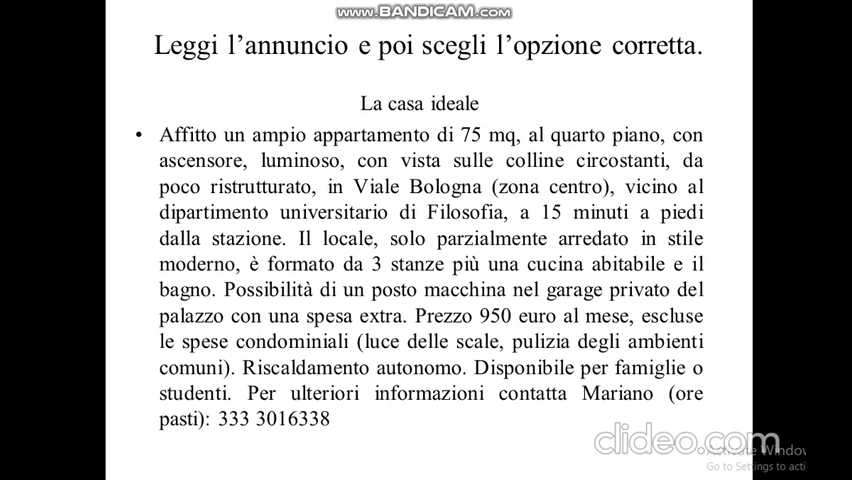 www.BANDICAM.com
Leggi l'annuncio e poi scegli l'opzione corretta.
La casa ideale
• Affitto un ampio appartamento di 75 mq, al quarto piano, con
ascensore, luminoso, con vista sulle colline circostanti, da
poco ristrutturato, in Viale Bologna (zona centro), vicino al
dipartimento universitario di Filosofia, a 15 minuti a piedi
dalla stazione. Il locale, solo parzialmente arredato in stile
moderno, è formato da 3 stanze più una cucina abitabile e il
bagno. Possibilità di un posto macchina nel garage privato del
palazzo con una spesa extra. Prezzo 950 euro al mese, escluse
le spese condominiali (luce delle scale, pulizia degli ambienti
comuni). Riscaldamento autonomo. Disponibile per famiglie o
studenti. Per ulteriori informazioni contatta Mariano (ore
pasti): 333 3016338
clideo.com
Windov
Go to Settings to acti